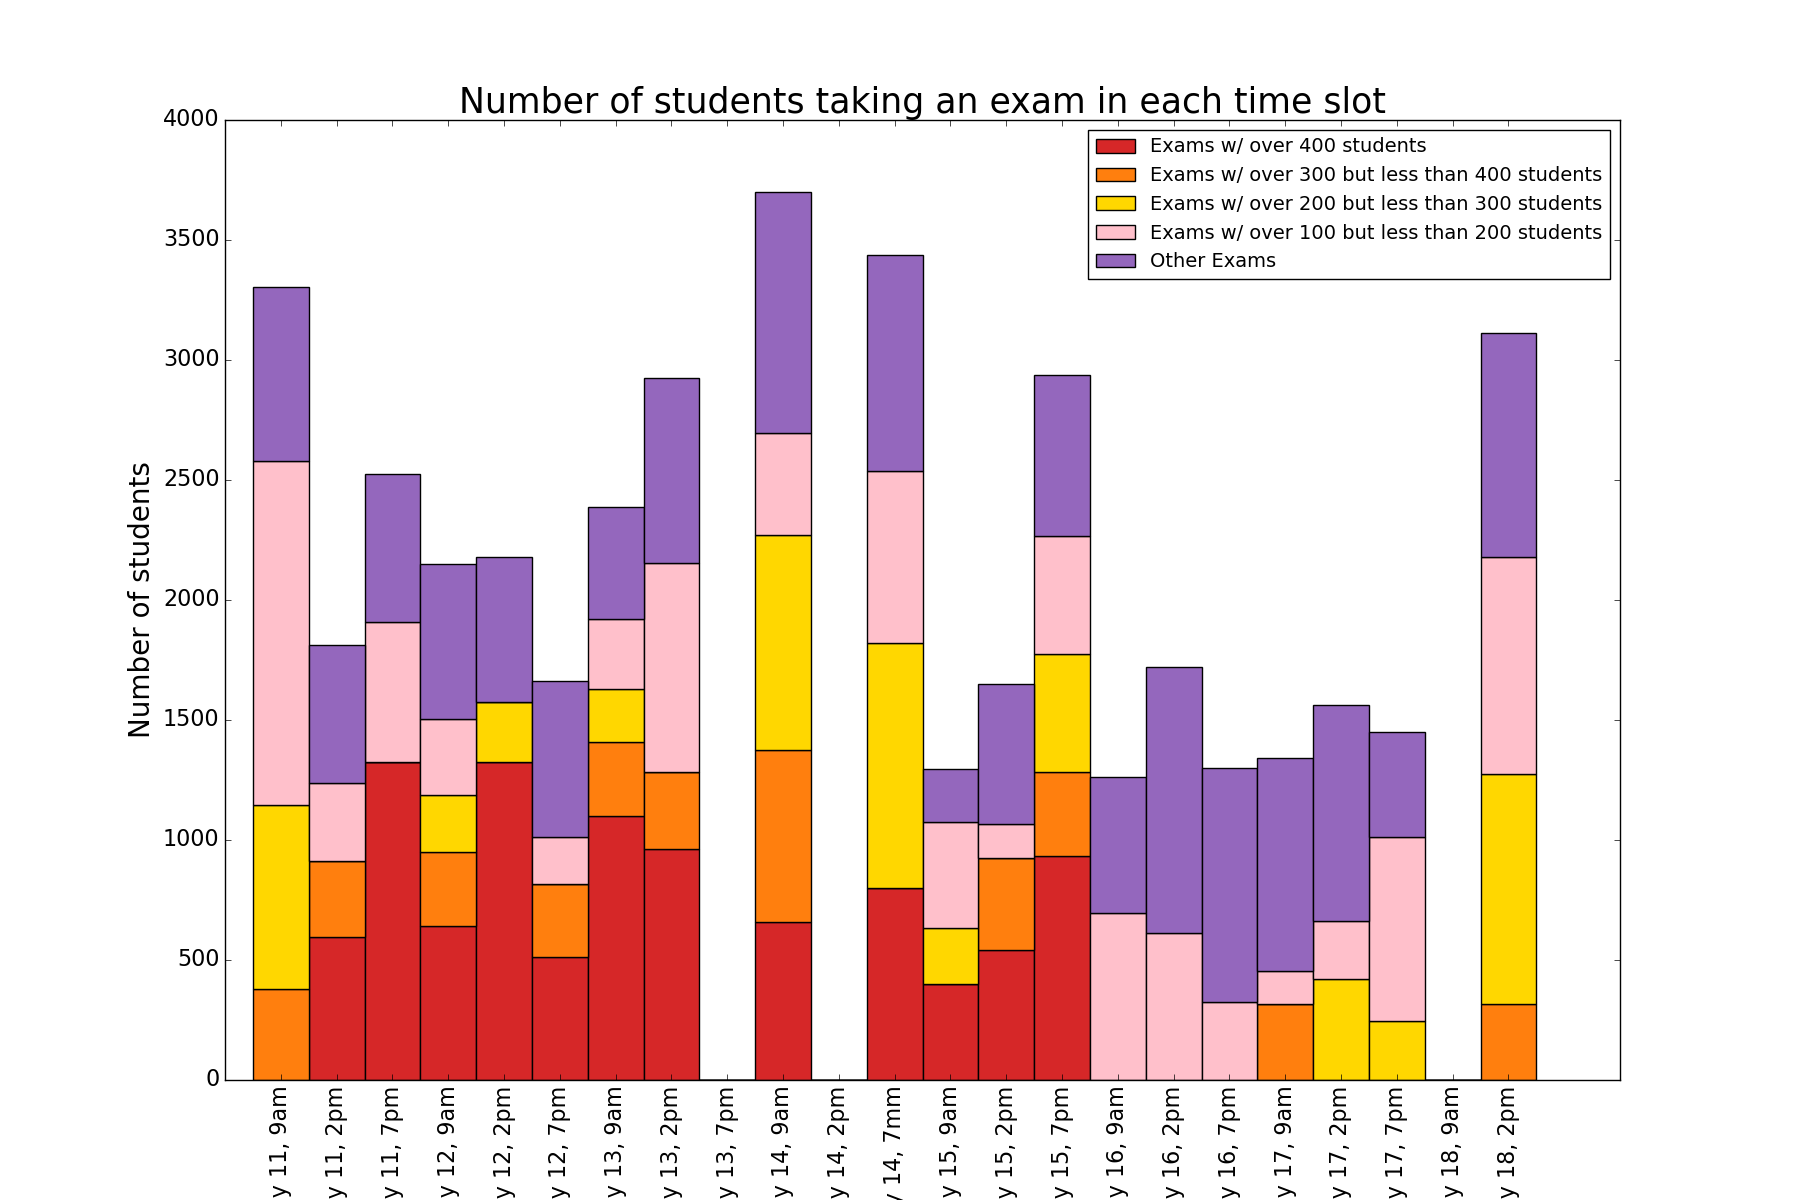 Number of students taking an exam in each time slot
4000
3500
3000
2500
2000
1500
1000
500
0
Number of students
Exams w/ over 400 students
Exams w/ over 300 but less than 400 students
Exams w/ over 200 but less than 300 students
Exams w/ over 100 but less than 200 students
Other Exams
y 11, 9am
y 11, 2pm
y 11, 7pm
y 12, 9am
y 12, 2pm
y 12, 7pm
y 13, 9am
y 13, 2pm
y 13, 7pm
y 14, 9am
y 14, 2pm
y 14, 7mm
y 15, 9am
y 15, 2pm
y 15, 7pm
y 16, 9am
y 16, 2pm
y 16, 7pm
y 17, 9am
y 17, 2pm
y 17, 7pm
y 18, 9am
y 18, 2pm